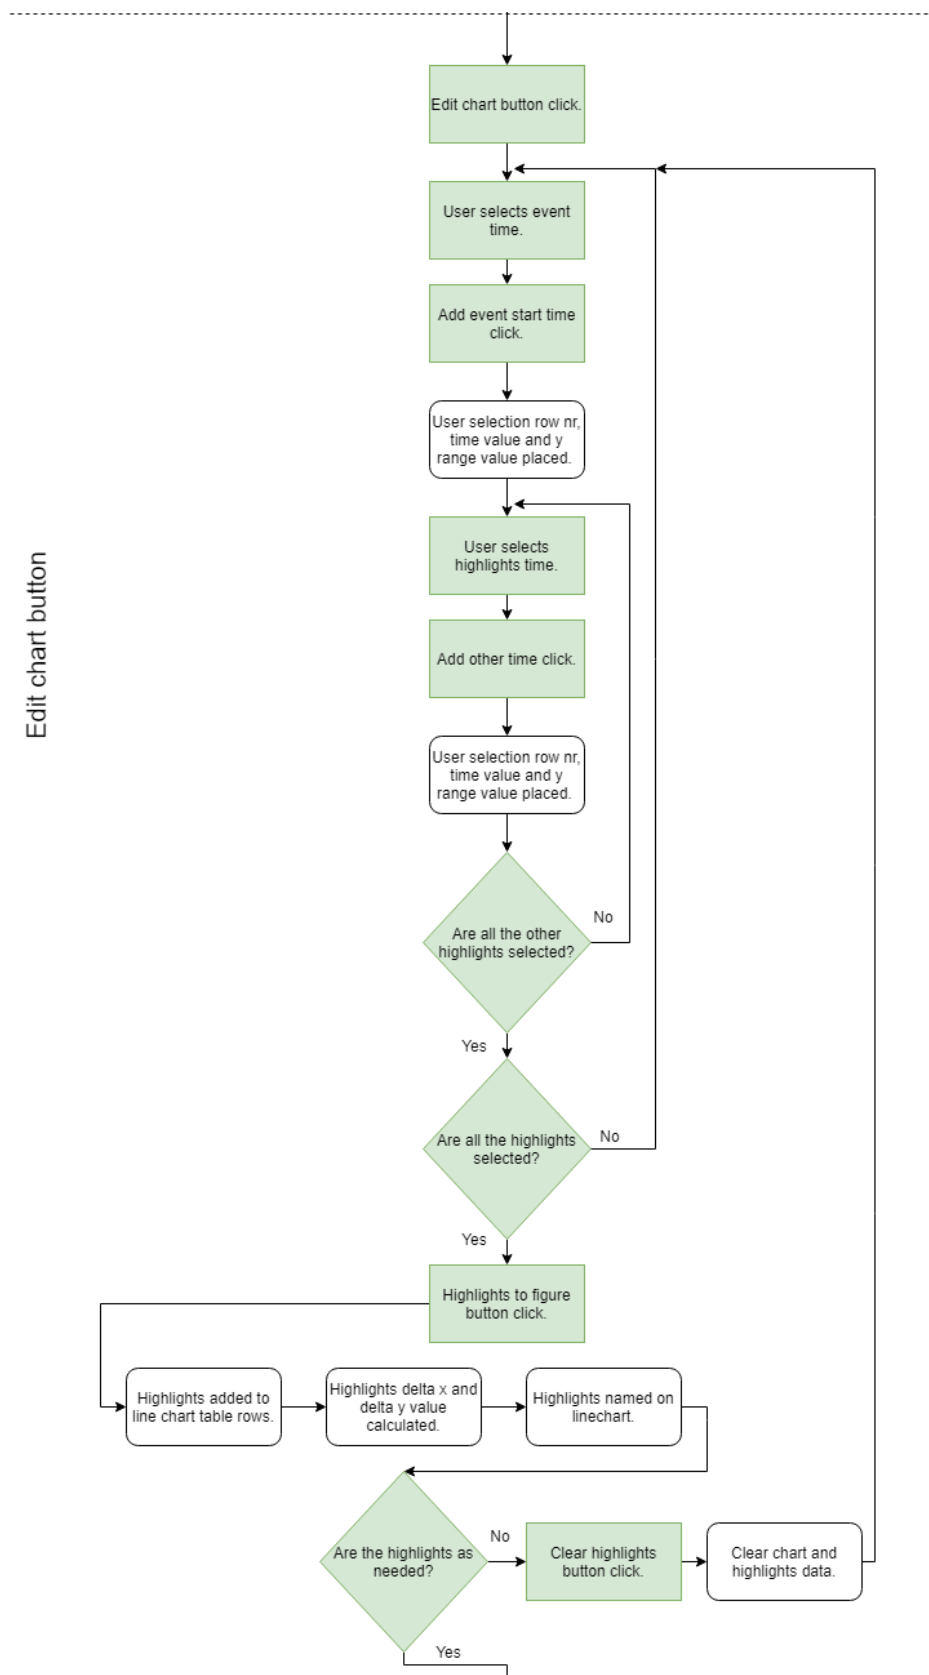 Edit chart button click.
User selects event
time.
Add event start time
click.
User selection row nr,
time value and y
range value placed.
User selects
highlights time.
Edit chart button
Add other time click.
User selection row nr,
time value and y
range value placed.
No
Are all the other
highlights selected?
Yes
No
Are all the highlights
selected?
Yes
Highlights to figure
button click.
Highlights added to
line chart table rows.
Highlights delta x and
delta y value
calculated.
Highlights named on
linechart.
Are the highlights as
needed?
No
Clear highlights
button click.
Clear chart and
highlights data.
Yes